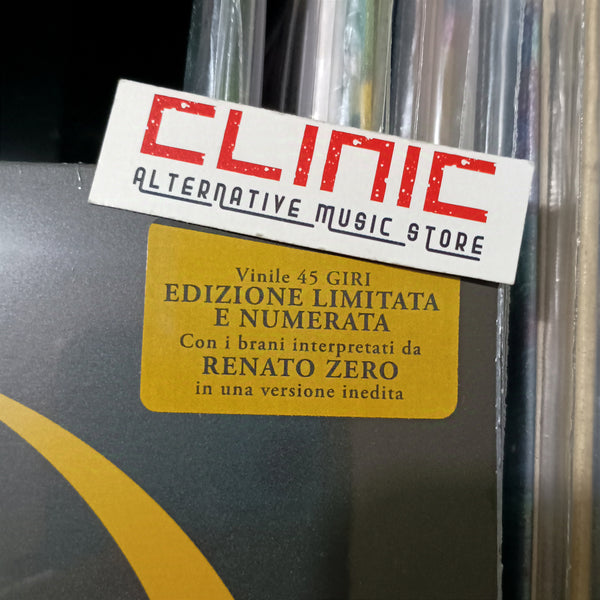 CLINIC
ALTERNATIVE MUSIC STORE
Vinile 45 GIRI
EDIZIONE LIMITATA
E NUMERATA
Con i brani interpretati da
RENATO ZERO
in una versione inedita